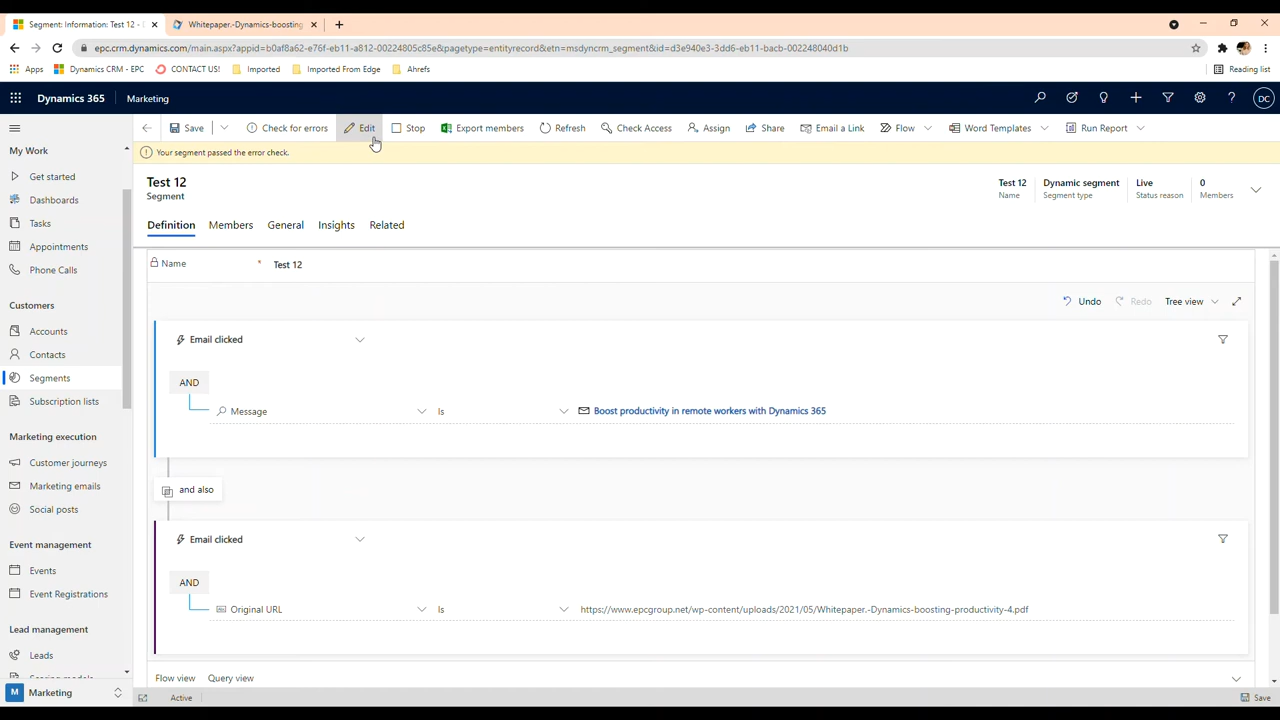 Segment: Information: Test 12 -
Whitepaper.-Dynamics-boosting
epc.crm.dynamics.com/main.aspx?appid=b0af8a62-e76f-eb11-a812-00224805c85e&pagetype=entityrecord&etn=msdyncrm_segment&id=d3e940e3-3dd6-eb11-bacb-002248040d1b
Apps Dynamics CRM - EPC CONTACT US! Imported Imported From Edge Ahrefs Reading list
Dynamics 365 Marketing DC
Save Check for errors Edit Stop Export members Refresh Check Access Assign Share Email a Link Flow Word Templates Run Report
Your segment passed the error check.
My Work
Get started
Dashboards
Tasks
Appointments
Phone Calls
Customers
Accounts
Contacts
Segments
Subscription lists
Marketing execution
Customer journeys
Marketing emails
Social posts
Event management
Events
Event Registrations
Lead management
Leads
Scoring models
M Marketing
Test 12
Segment
Test 12 Dynamic segment Live 0
Name Segment type Status reason Members
Definition Members General Insights Related
Name * Test 12
Undo Redo Tree view
Email clicked
AND
Message Is Boost productivity in remote workers with Dynamics 365
and also
Email clicked
AND
Abc Original URL Is https://www.epcgroup.net/wp-content/uploads/2021/05/Whitepaper.-Dynamics-boosting-productivity-4.pdf
Flow view Query view
Active Save